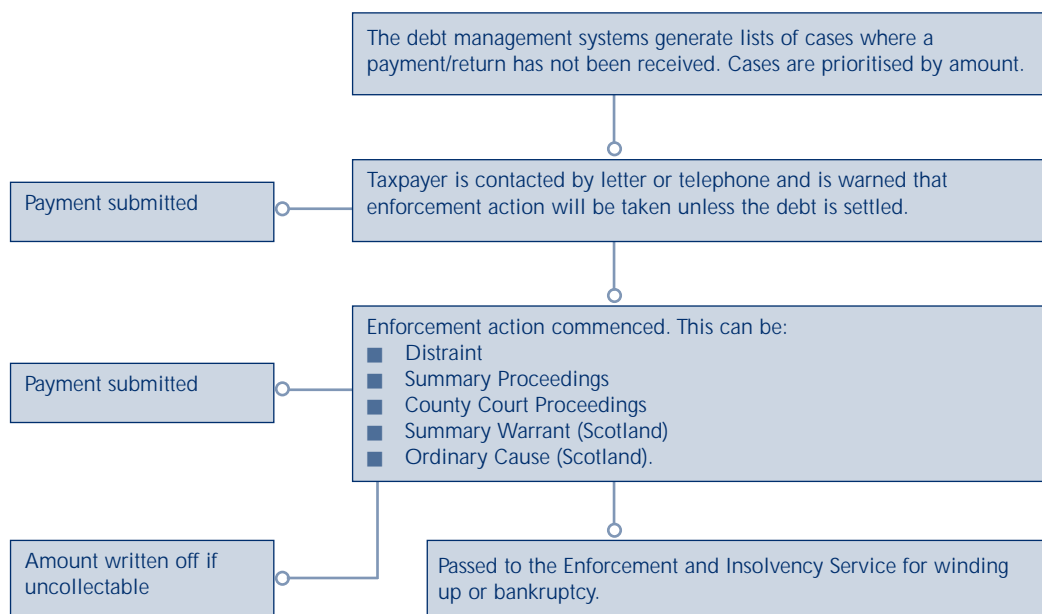 The debt management systems generate lists of cases where a
payment/return has not been received. Cases are prioritised by amount.
Payment submitted
Taxpayer is contacted by letter or telephone and is warned that
enforcement action will be taken unless the debt is settled.
Payment submitted
Enforcement action commenced. This can be:
■ Distraint
■ Summary Proceedings
■ County Court Proceedings
■ Summary Warrant (Scotland)
■ Ordinary Cause (Scotland).
Amount written off if
uncollectable
Passed to the Enforcement and Insolvency Service for winding
up or bankruptcy.